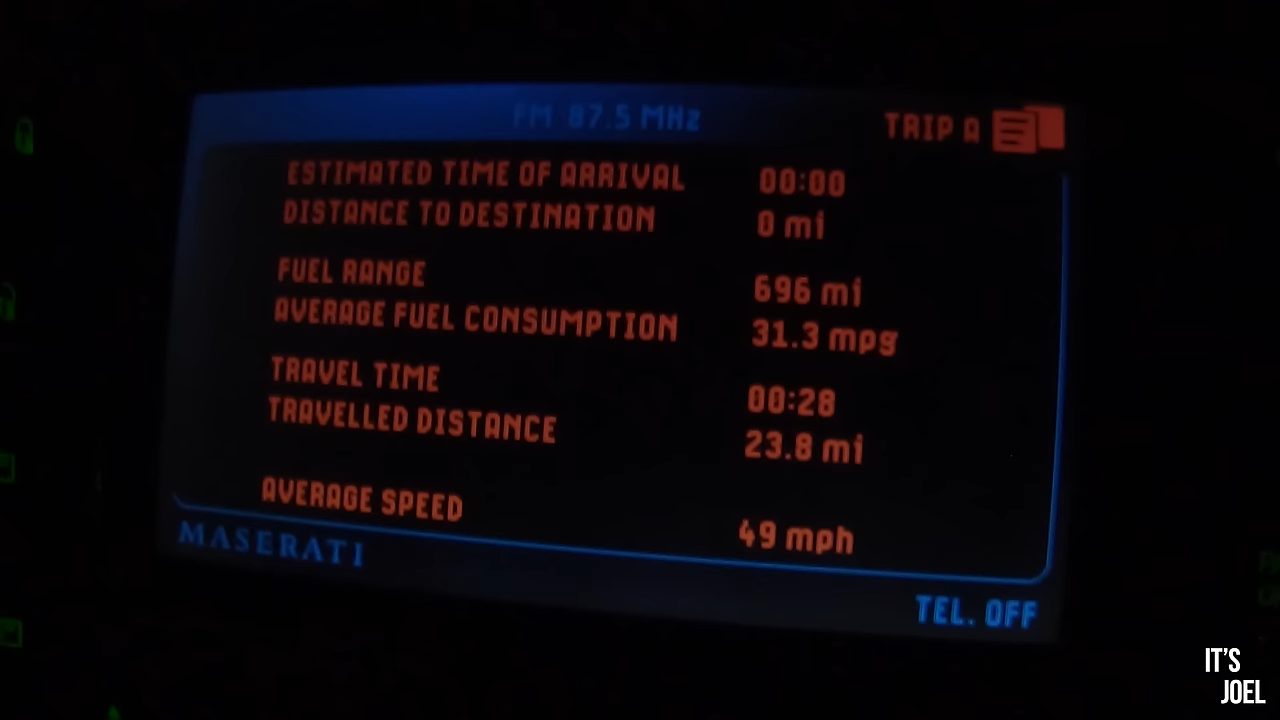 FM 87.5 MHz
TRIP A
ESTIMATED TIME OF ARRIVAL 00:00
DISTANCE TO DESTINATION 0 mi
FUEL RANGE 696 mi
AVERAGE FUEL CONSUMPTION 31.3 mpg
TRAVEL TIME 00:28
TRAVELLED DISTANCE 23.8 mi
AVERAGE SPEED 49 mph
MASERATI
TEL. OFF
IT'S
JOEL